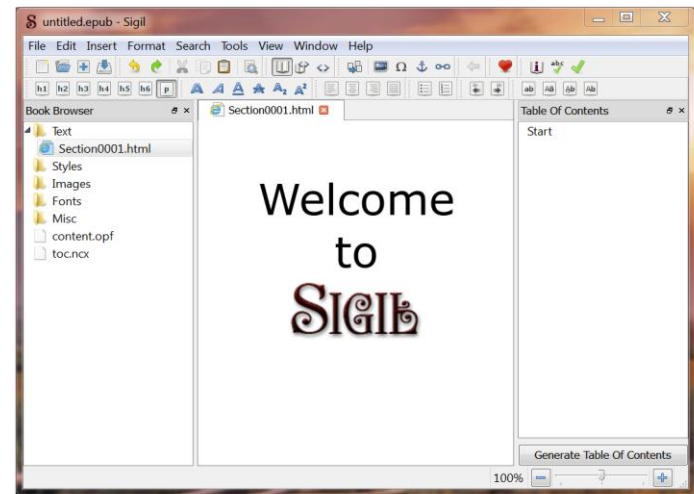 untitled.epub - Sigil
File Edit Insert Format Search Tools View Window Help
h1 h2 h3 h4 h5 h6 p A A A A A₂ A² ab AB Ab Ab
Book Browser
Section0001.html
Table Of Contents
Text
Section0001.html
Styles
Images
Fonts
Misc
content.opf
toc.ncx
Welcome
to
SIGIL
Start
Generate Table Of Contents
100%